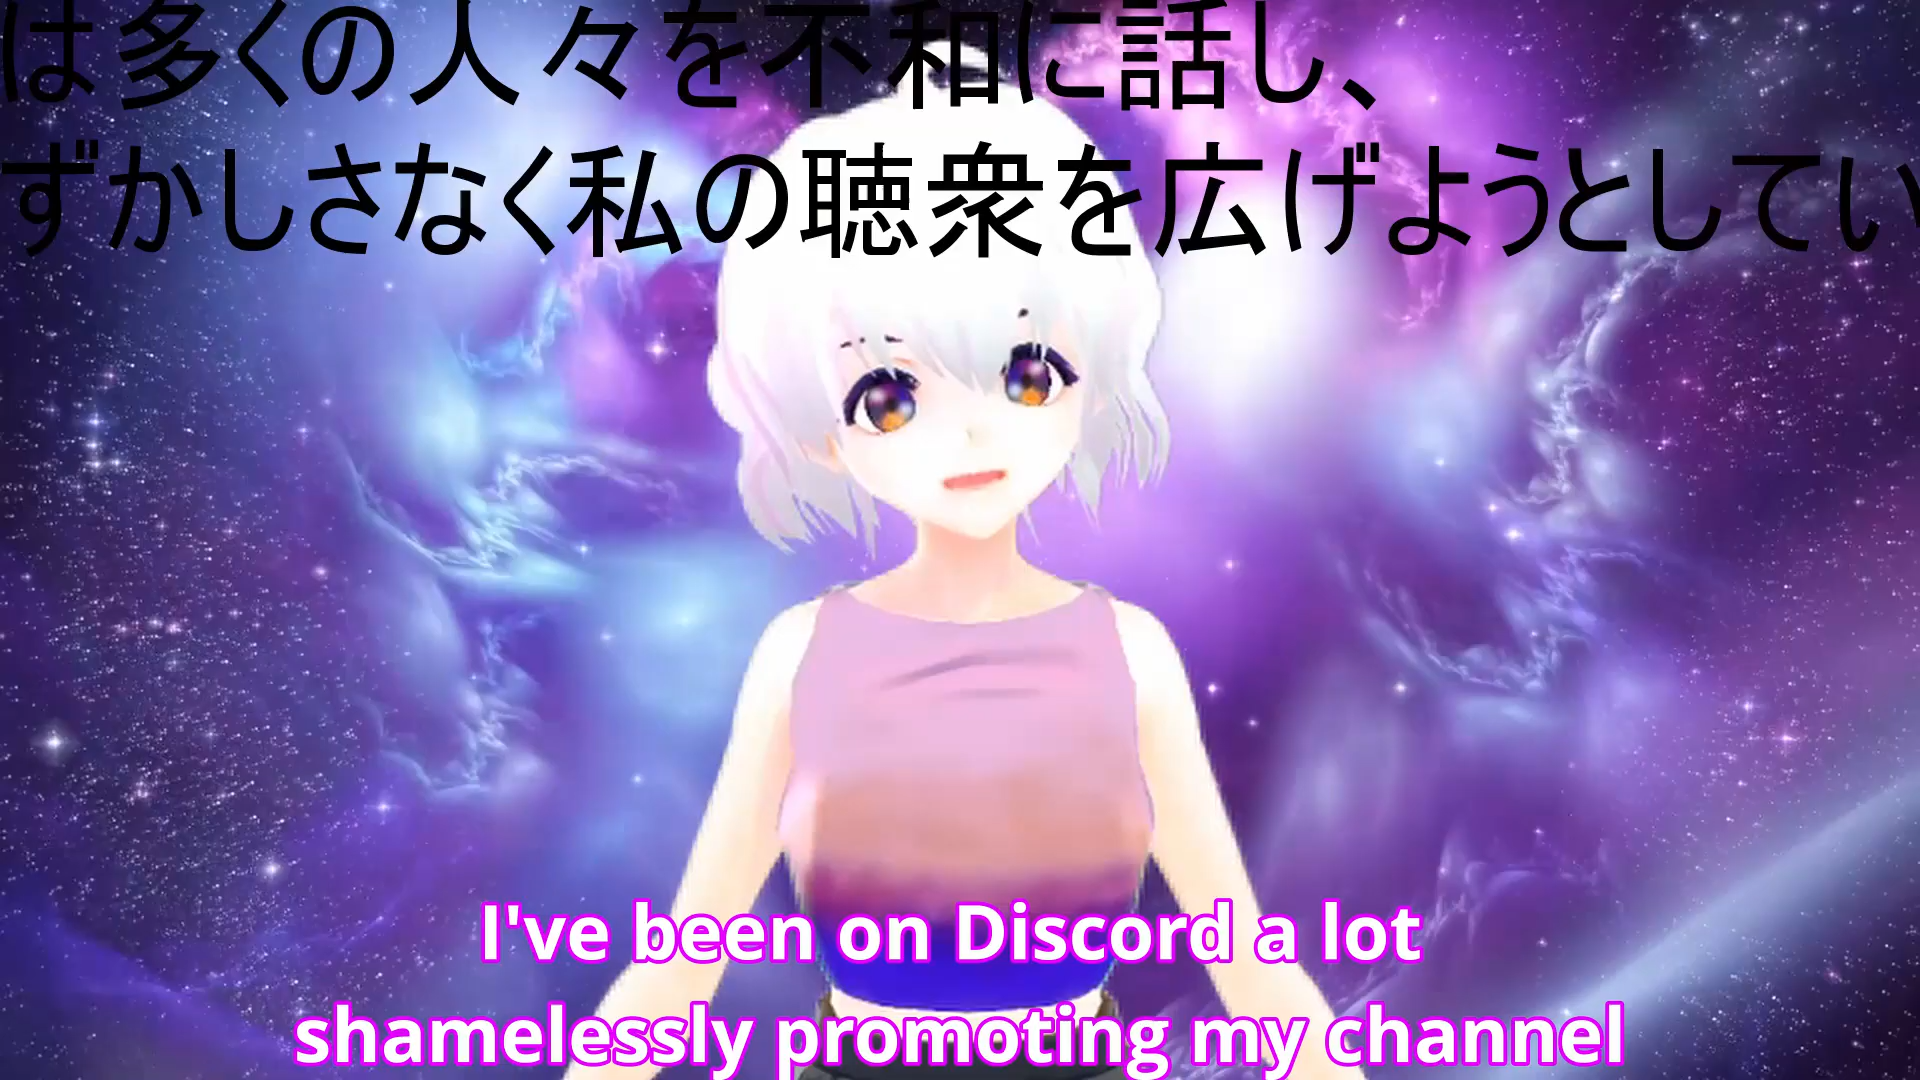 は多くの人々を不和に話し、
ずかしさなく私の聴衆を広げようとしてい
I've been on Discord a lot
shamelessly promoting my channel